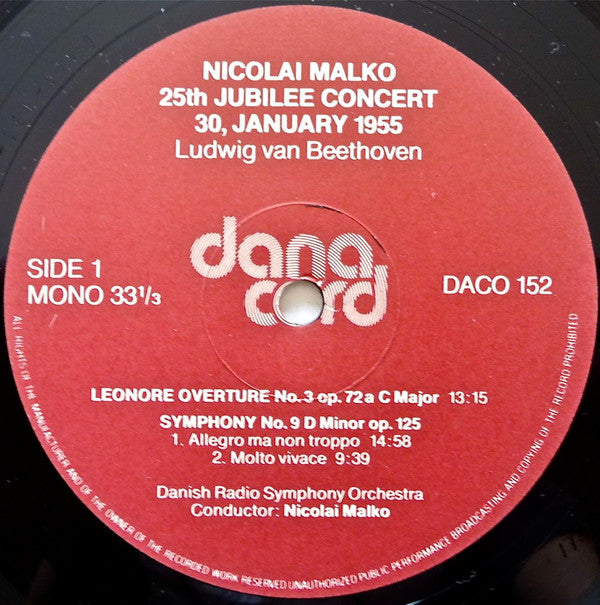 NICOLAI MALKO
25th JUBILEE CONCERT
30, JANUARY 1955
Ludwig van Beethoven
dana
cord
SIDE 1
MONO 33⅓
DACO 152
LEONORE OVERTURE No. 3 op. 72a C Major 13:15
SYMPHONY No. 9 D Minor op. 125
1. Allegro ma non troppo 14:58
2. Molto vivace 9:39
Danish Radio Symphony Orchestra
Conductor: Nicolai Malko
ALL RIGHTS OF THE MANUFACTURER AND OF THE OWNER OF THE RECORDED WORK RESERVED UNAUTHORIZED PUBLIC PERFORMANCE BROADCASTING AND COPYING OF THE RECORD PROHIBITED